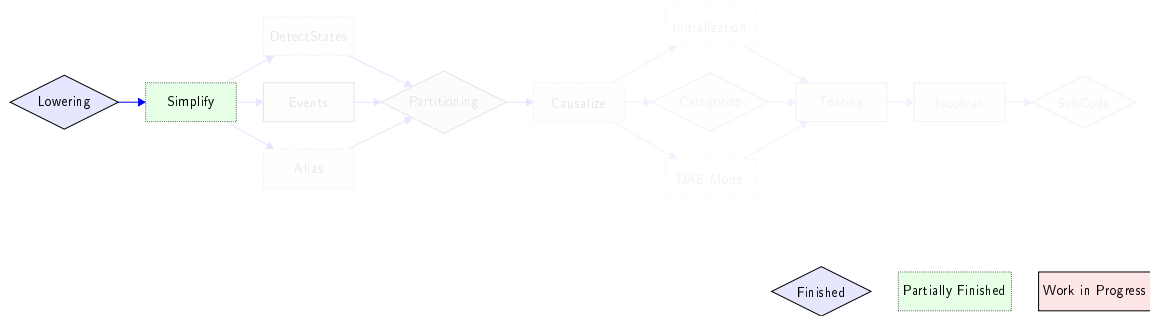 Lowering
Simplify
DetectStates
Events
Alias
Partitioning
Causalize
Initialization
Categorize
DAE-Mode
Tearing
Jacobian
SimCode
Finished
Partially Finished
Work in Progress